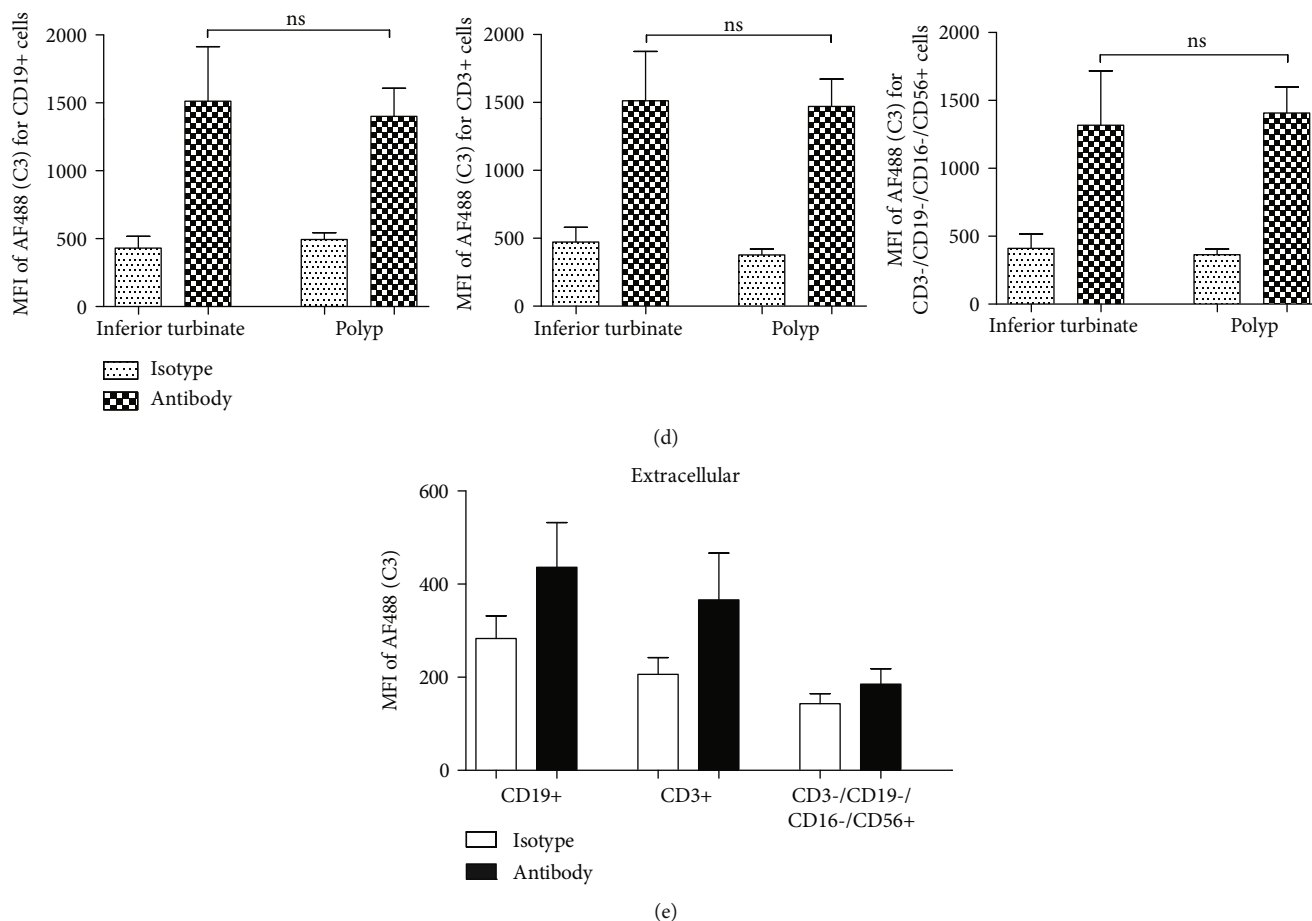 MFI of AF488 (C3) for CD19+ cells
2000
1500
1000
500
0
ns
Inferior turbinate
Polyp
Isotype
Antibody
MFI of AF488 (C3) for CD3+ cells
2000
1500
1000
500
0
ns
Inferior turbinate
Polyp
MFI of AF488 (C3) for
CD3-/CD19-/CD16-/CD56+ cells
2000
1500
1000
500
0
ns
Inferior turbinate
Polyp
(d)
Extracellular
MFI of AF488 (C3)
600
400
200
0
CD19+
CD3+
CD3-/CD19-/
CD16-/CD56+
Isotype
Antibody
(e)